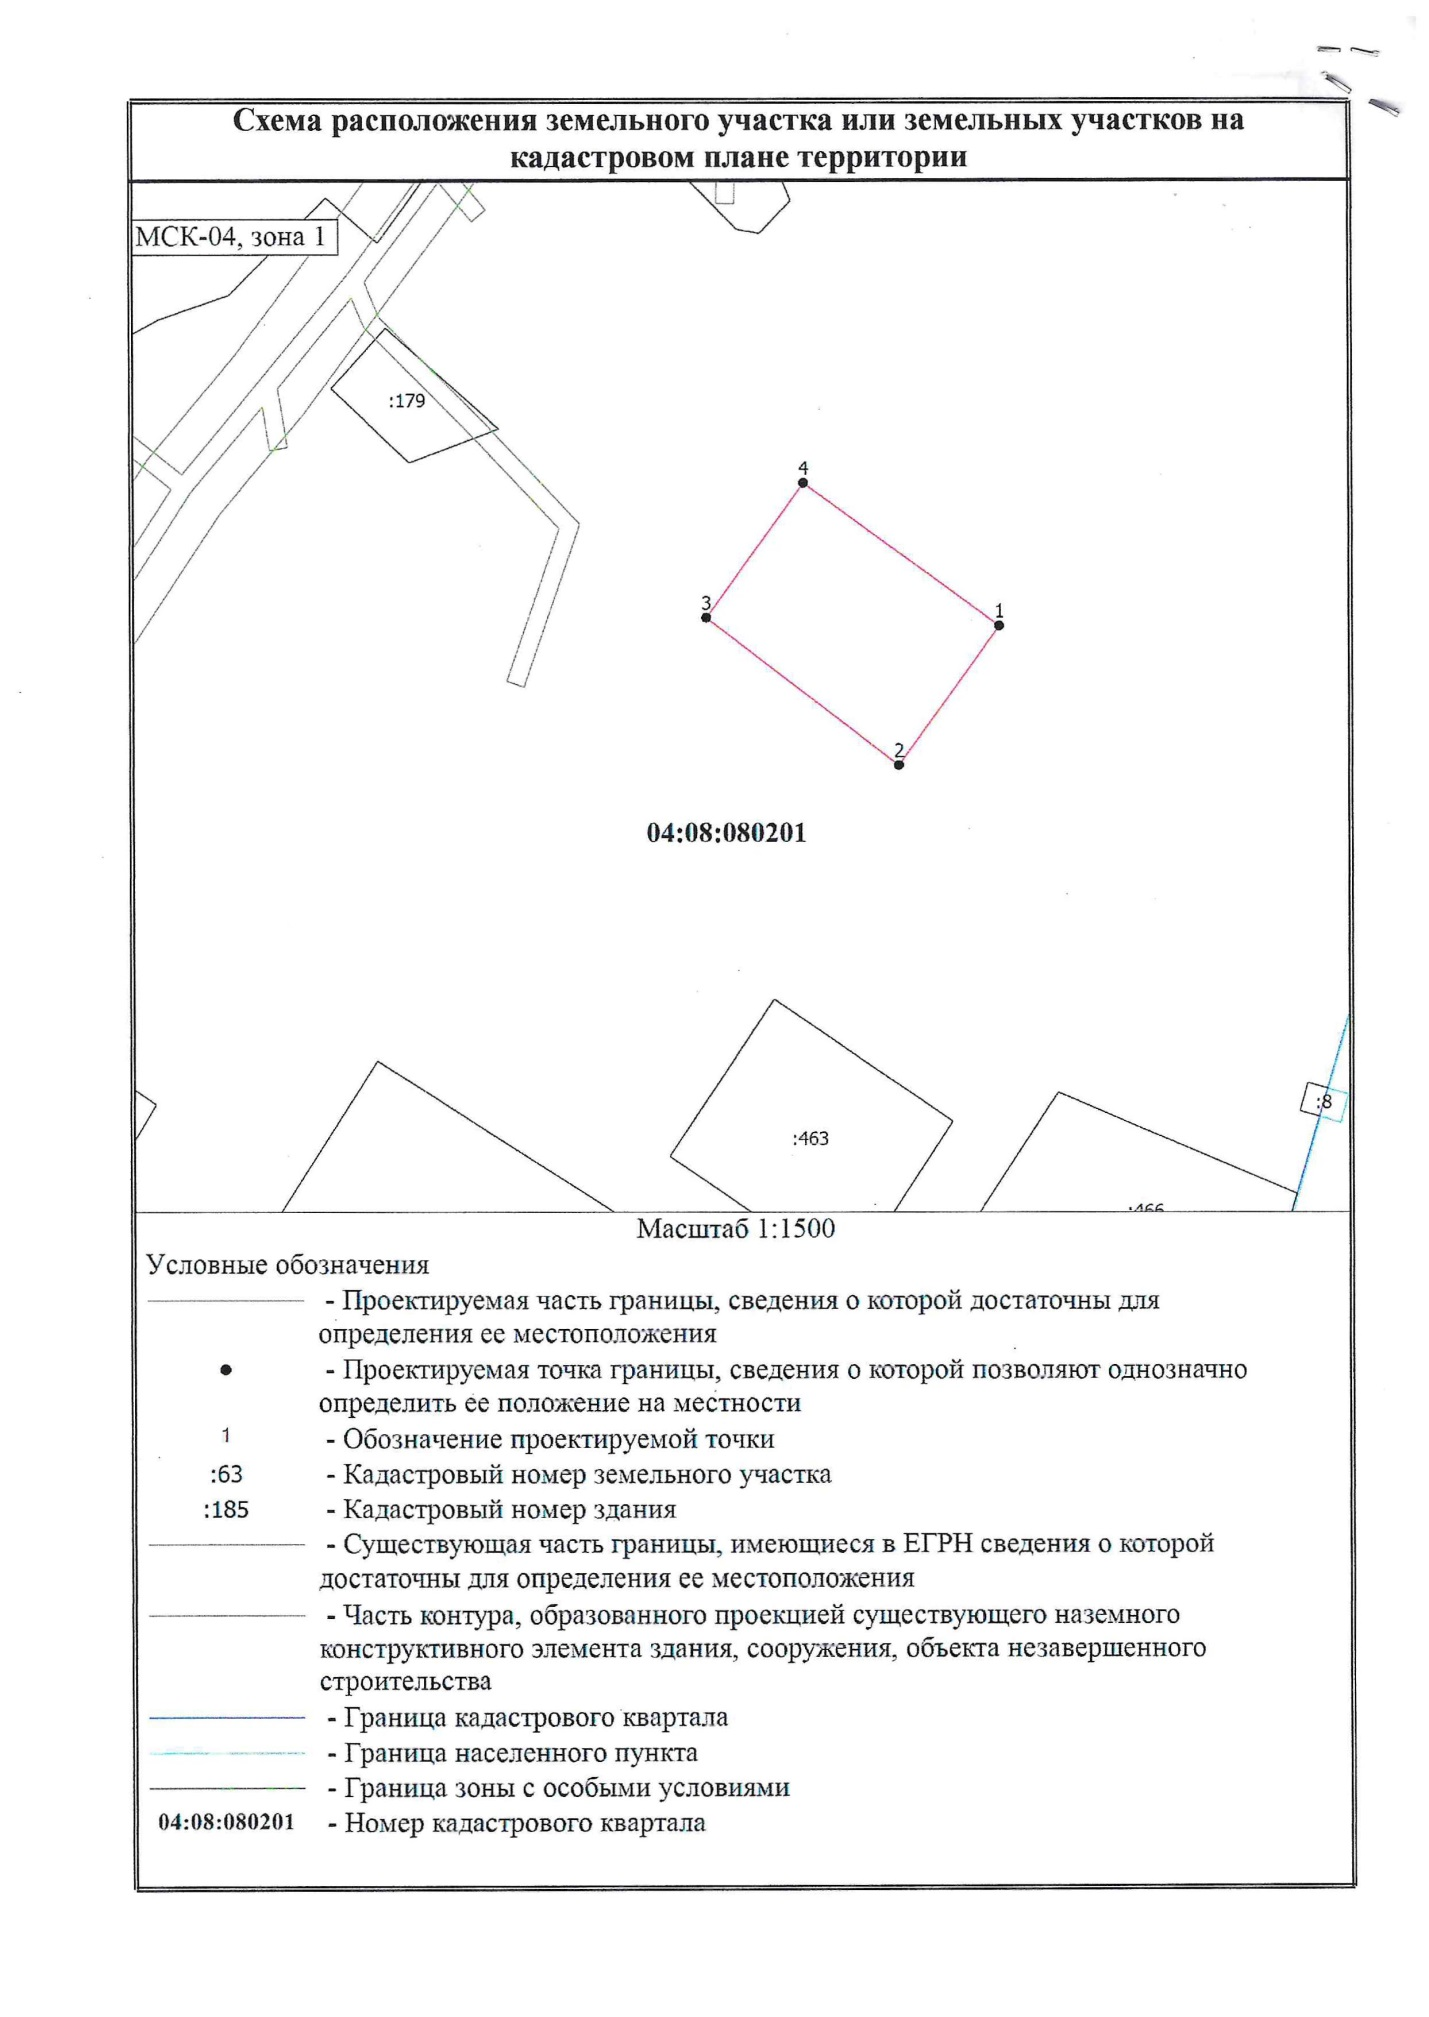 Схема расположения земельного участка или земельных участков на
кадастровом плане территории
МСК-04, зона 1
:179
4
3
1
2
04:08:080201
:8
:463
:466
Масштаб 1:1500
Условные обозначения
- Проектируемая часть границы, сведения о которой достаточны для
определения ее местоположения
- Проектируемая точка границы, сведения о которой позволяют однозначно
определить ее положение на местности
1 - Обозначение проектируемой точки
:63 - Кадастровый номер земельного участка
:185 - Кадастровый номер здания
- Существующая часть границы, имеющиеся в ЕГРН сведения о которой
достаточны для определения ее местоположения
- Часть контура, образованного проекцией существующего наземного
конструктивного элемента здания, сооружения, объекта незавершенного
строительства
- Граница кадастрового квартала
- Граница населенного пункта
- Граница зоны с особыми условиями
04:08:080201 - Номер кадастрового квартала